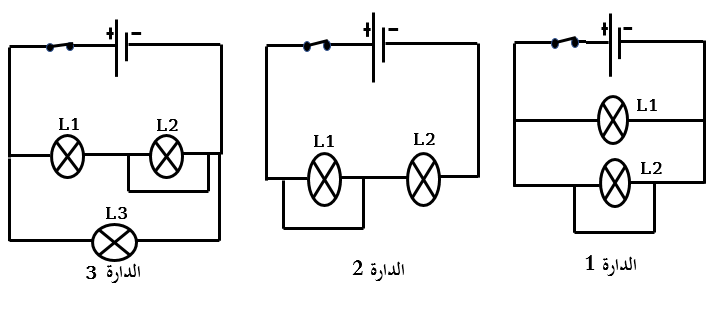 + -
L1 L2
L3
الدارة 3
+ -
L1 L2
الدارة 2
+ -
L1
L2
الدارة 1